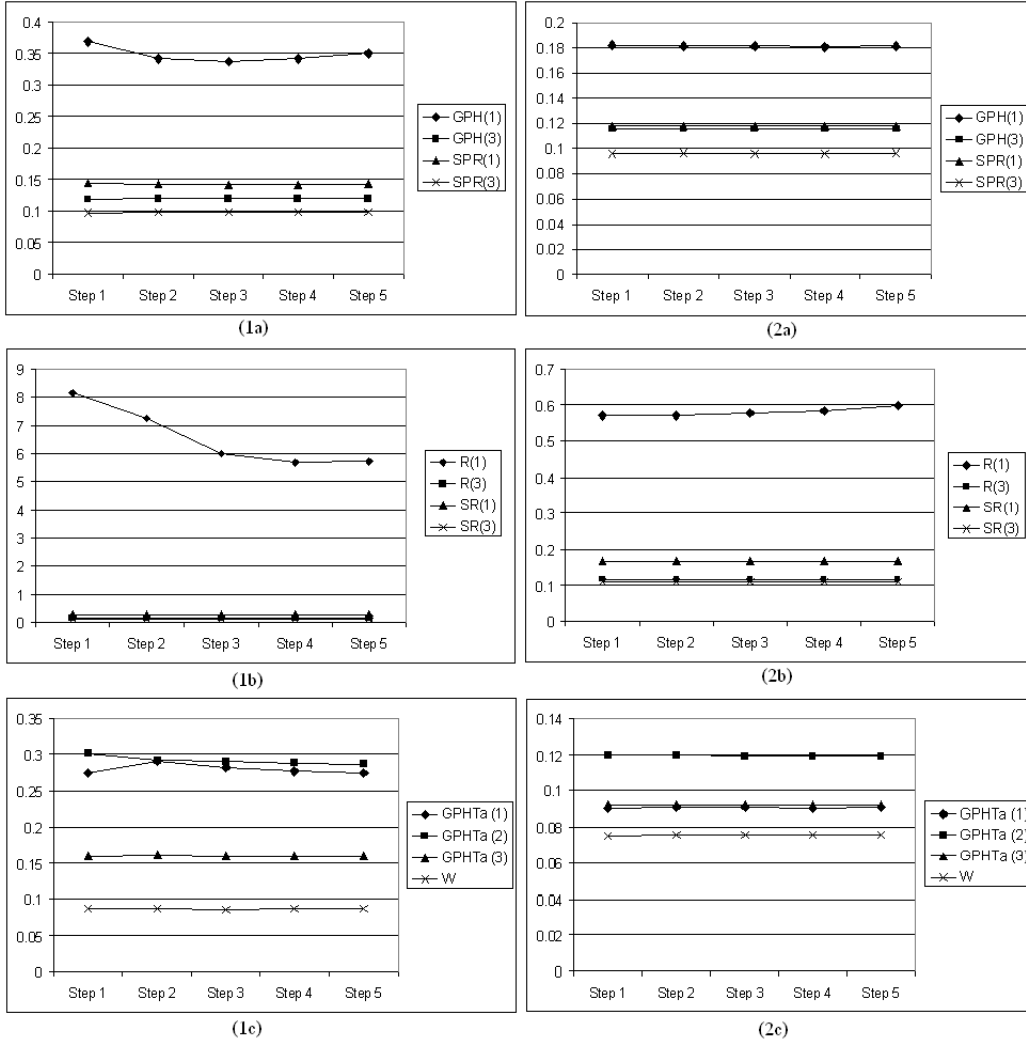 0.4
0.35
0.3
0.25
0.2
0.15
0.1
0.05
0
Step 1 Step 2 Step 3 Step 4 Step 5
GPH(1)
GPH(3)
SPR(1)
SPR(3)
(1a)
0.2
0.18
0.16
0.14
0.12
0.1
0.08
0.06
0.04
0.02
0
Step 1 Step 2 Step 3 Step 4 Step 5
GPH(1)
GPH(3)
SPR(1)
SPR(3)
(2a)
9
8
7
6
5
4
3
2
1
0
Step 1 Step 2 Step 3 Step 4 Step 5
R(1)
R(3)
SR(1)
SR(3)
(1b)
0.7
0.6
0.5
0.4
0.3
0.2
0.1
0
Step 1 Step 2 Step 3 Step 4 Step 5
R(1)
R(3)
SR(1)
SR(3)
(2b)
0.35
0.3
0.25
0.2
0.15
0.1
0.05
0
Step 1 Step 2 Step 3 Step 4 Step 5
GPHTa (1)
GPHTa (2)
GPHTa (3)
W
(1c)
0.14
0.12
0.1
0.08
0.06
0.04
0.02
0
Step 1 Step 2 Step 3 Step 4 Step 5
GPHTa (1)
GPHTa (2)
GPHTa (3)
W
(2c)